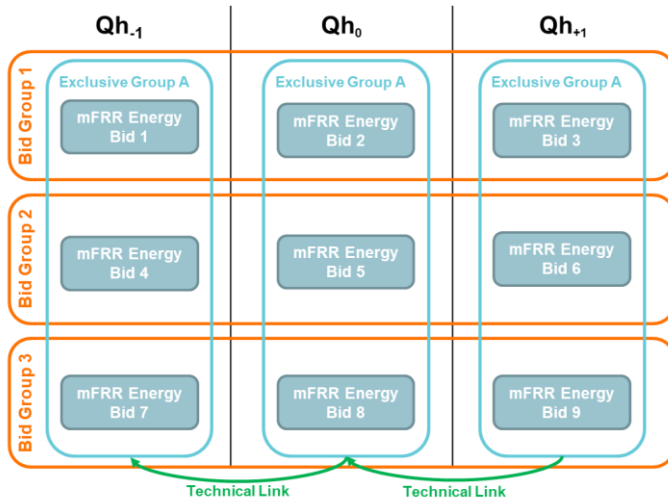 Qh-1 Qh0 Qh+1
Bid Group 1
Exclusive Group A Exclusive Group A Exclusive Group A
mFRR Energy
Bid 1
mFRR Energy
Bid 2
mFRR Energy
Bid 3
Bid Group 2
mFRR Energy
Bid 4
mFRR Energy
Bid 5
mFRR Energy
Bid 6
Bid Group 3
mFRR Energy
Bid 7
mFRR Energy
Bid 8
mFRR Energy
Bid 9
Technical Link Technical Link